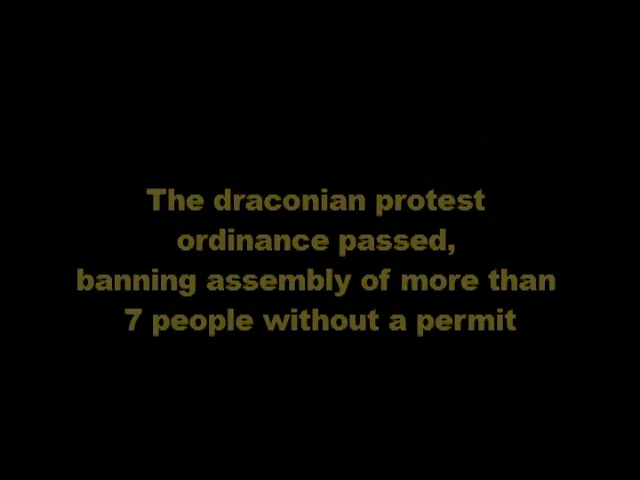 The draconian protest
ordinance passed,
banning assembly of more than
7 people without a permit